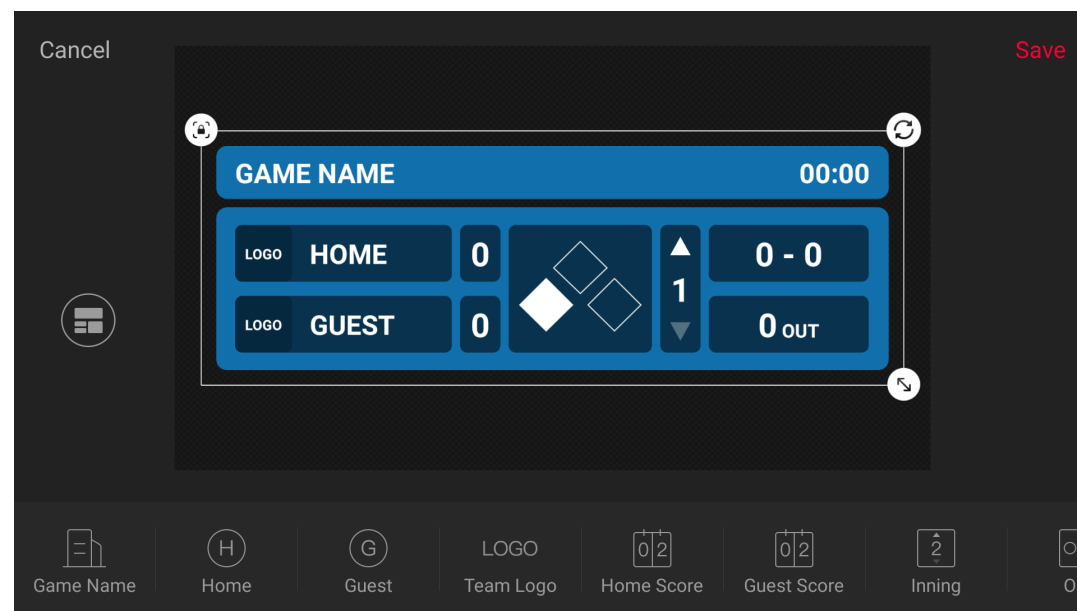 Cancel
Save
GAME NAME 00:00
LOGO HOME 0 0 - 0
1
LOGO GUEST 0 0 OUT
H G LOGO 0 2 0 2 2
Game Name Home Guest Team Logo Home Score Guest Score Inning